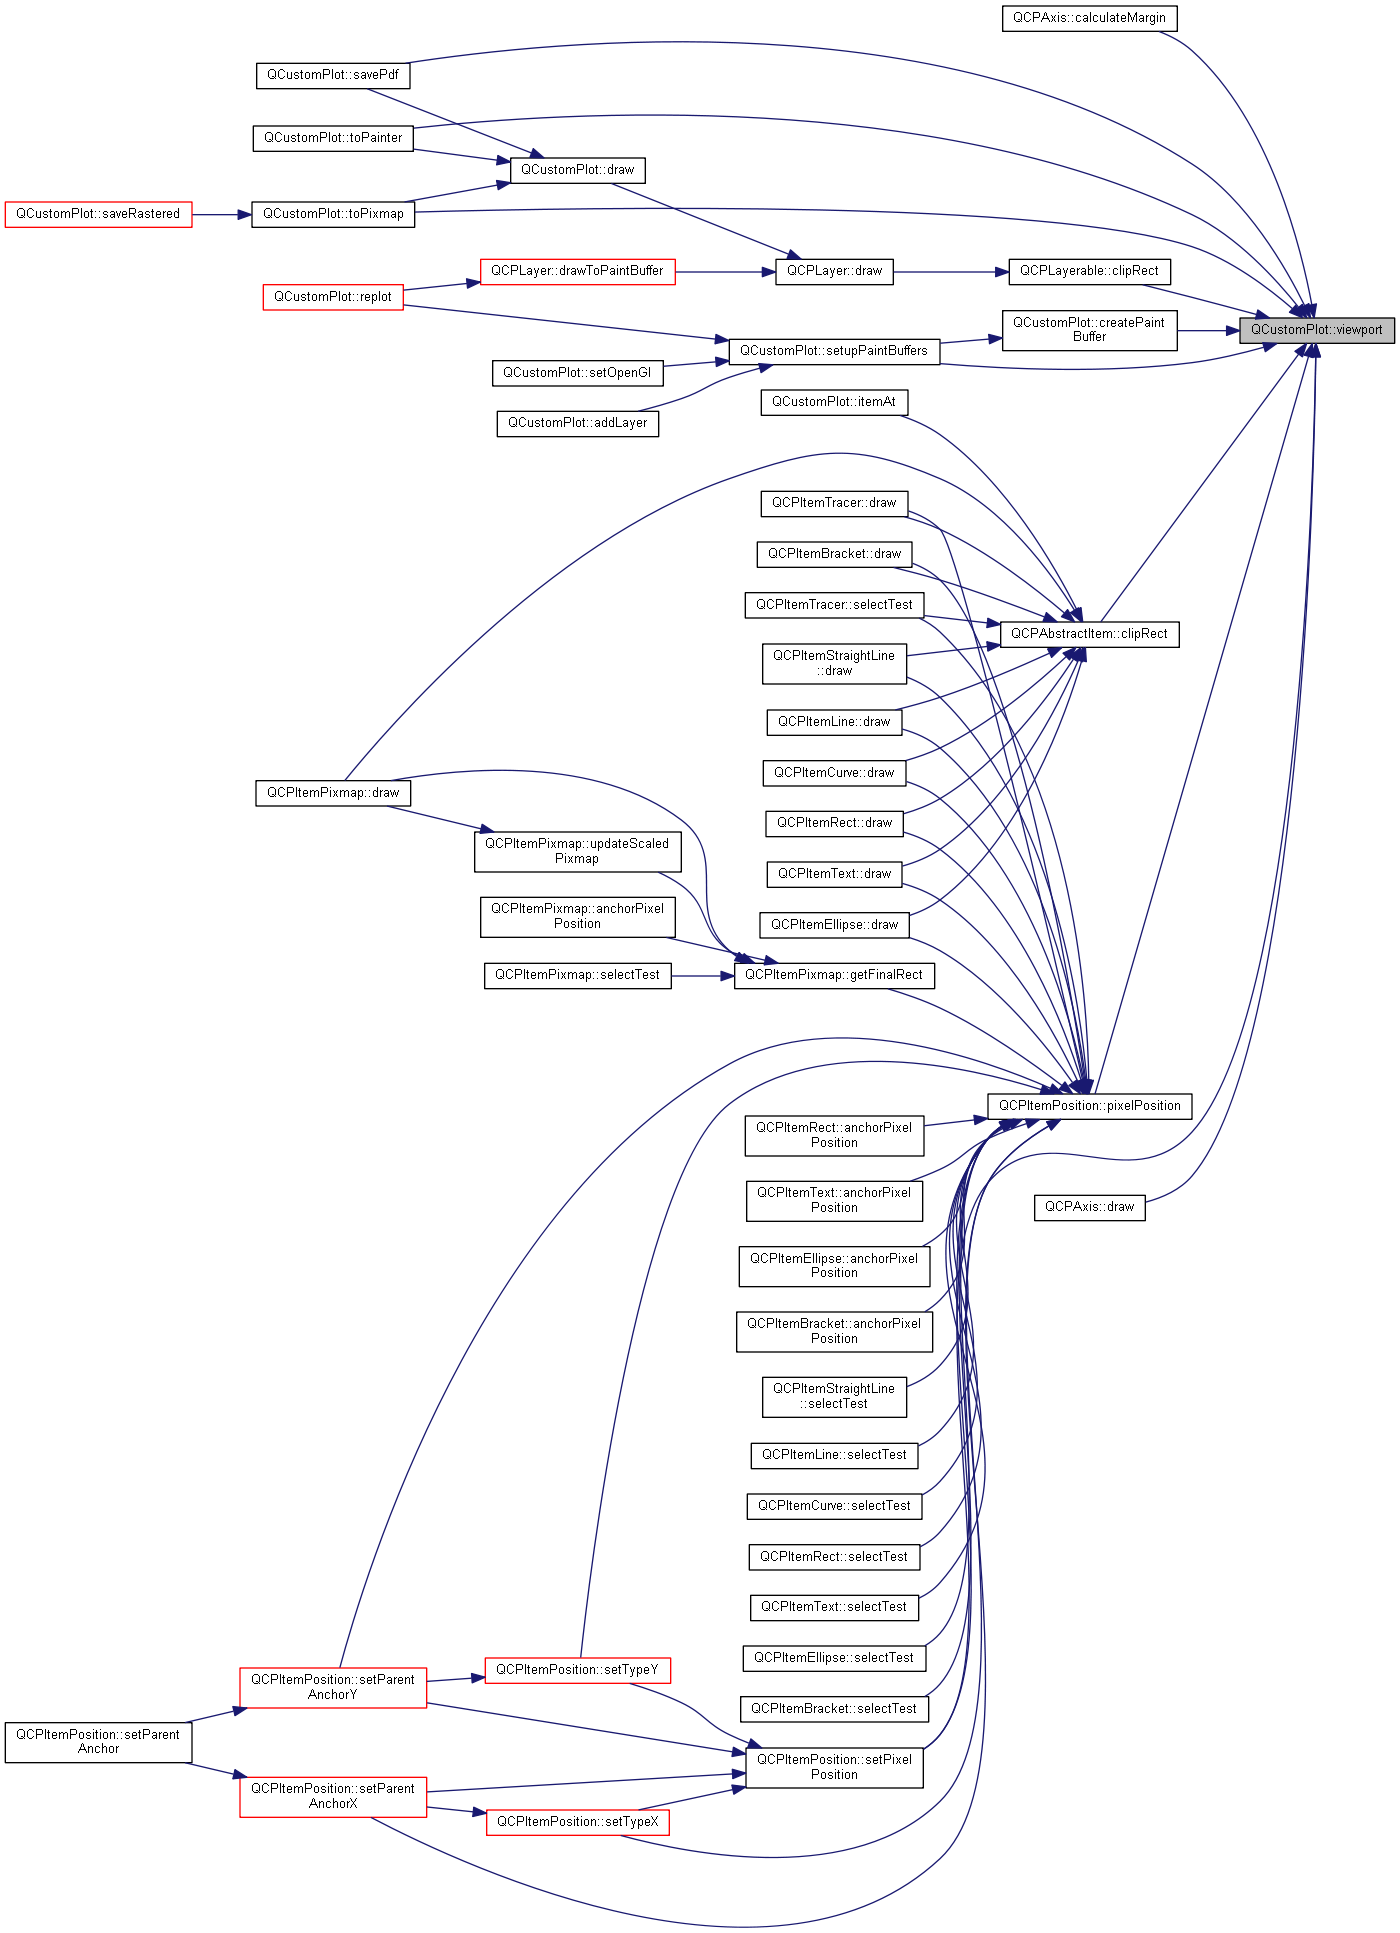 QCPAxis::calculateMargin
QCustomPlot::savePdf
QCustomPlot::toPainter
QCustomPlot::draw
QCustomPlot::saveRastered
QCustomPlot::toPixmap
QCPLayer::drawToPaintBuffer
QCPLayer::draw
QCPLayerable::clipRect
QCustomPlot::replot
QCustomPlot::createPaint
Buffer
QCustomPlot::viewport
QCustomPlot::setupPaintBuffers
QCustomPlot::setOpenGl
QCustomPlot::addLayer
QCustomPlot::itemAt
QCPItemTracer::draw
QCPItemBracket::draw
QCPItemTracer::selectTest
QCPAbstractItem::clipRect
QCPItemStraightLine
::draw
QCPItemLine::draw
QCPItemCurve::draw
QCPItemPixmap::draw
QCPItemRect::draw
QCPItemPixmap::updateScaled
Pixmap
QCPItemText::draw
QCPItemPixmap::anchorPixel
Position
QCPItemEllipse::draw
QCPItemPixmap::selectTest
QCPItemPixmap::getFinalRect
QCPItemPosition::pixelPosition
QCPItemRect::anchorPixel
Position
QCPItemText::anchorPixel
Position
QCPAxis::draw
QCPItemEllipse::anchorPixel
Position
QCPItemBracket::anchorPixel
Position
QCPItemStraightLine
::selectTest
QCPItemLine::selectTest
QCPItemCurve::selectTest
QCPItemRect::selectTest
QCPItemText::selectTest
QCPItemEllipse::selectTest
QCPItemPosition::setTypeY
QCPItemPosition::setParent
AnchorY
QCPItemBracket::selectTest
QCPItemPosition::setParent
Anchor
QCPItemPosition::setPixel
Position
QCPItemPosition::setParent
AnchorX
QCPItemPosition::setTypeX